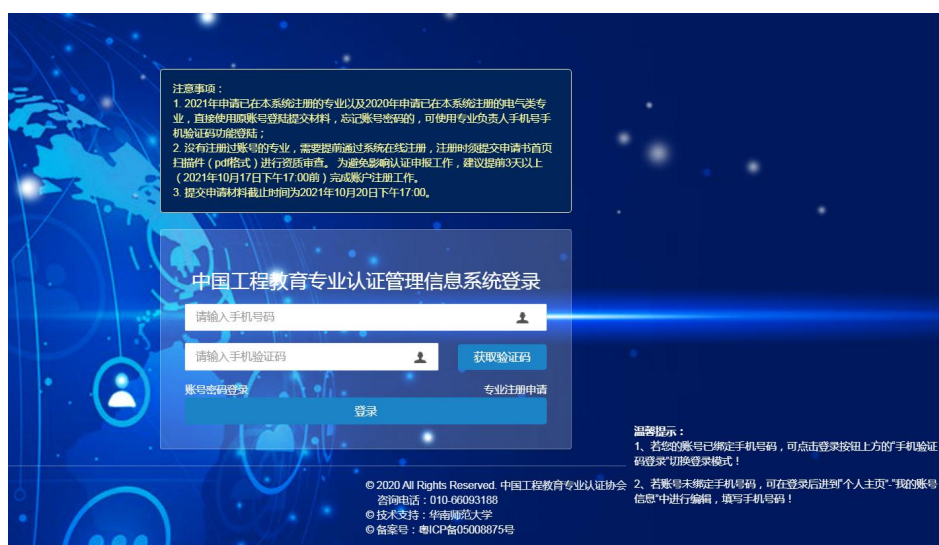 注意事项：
1. 2021年申请已在本系统注册的专业以及2020年申请已在本系统注册的电气类专
业，直接使用原账号登陆提交材料，忘记账号密码的，可使用专业负责人手机号手
机验证码功能登陆；
2. 没有注册过账号的专业，需要提前通过系统在线注册，注册时须提交申请书首页
扫描件（pdf格式）进行资质审查。 为避免影响认证申报工作，建议提前3天以上
（2021年10月17日下午17:00前）完成账户注册工作。
3. 提交申请材料截止时间为2021年10月20日下午17:00。
中国工程教育专业认证管理信息系统登录
请输入手机号码
请输入手机验证码
获取验证码
账号密码登录
专业注册申请
登录
温馨提示：
1、若您的账号已绑定手机号码，可点击登录按钮上方的“手机验证
码登录”切换登录模式！
2、若账号未绑定手机号码，可在登录后进到“个人主页”-“我的账号
信息”中进行编辑，填写手机号码！
© 2020 All Rights Reserved. 中国工程教育专业认证协会
咨询电话：010-66093188
© 技术支持：华南师范大学
© 备案号：粤ICP备05008875号